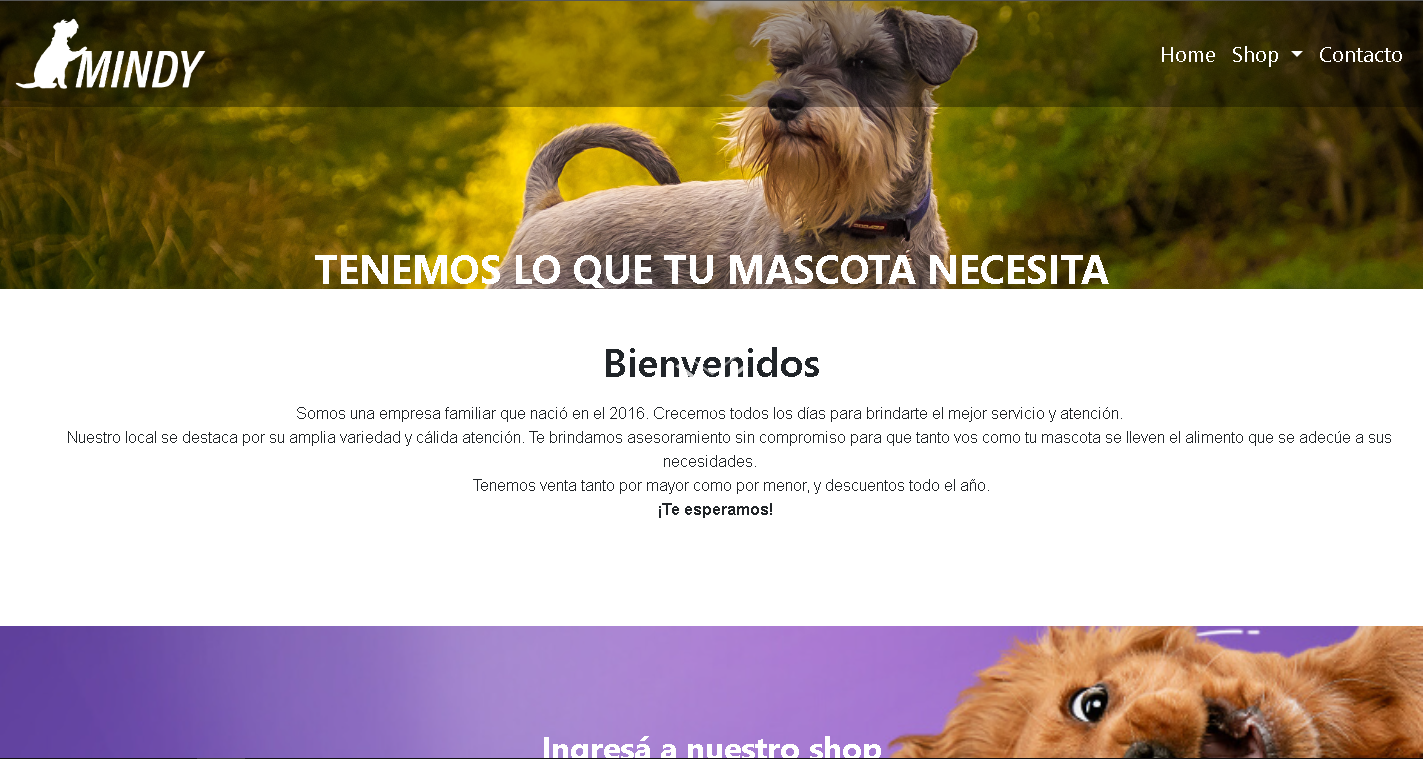 MINDY
Home Shop Contacto
TENEMOS LO QUE TU MASCOTA NECESITA
Bienvenidos
Somos una empresa familiar que nació en el 2016. Crecemos todos los días para brindarte el mejor servicio y atención.
Nuestro local se destaca por su amplia variedad y cálida atención. Te brindamos asesoramiento sin compromiso para que tanto vos como tu mascota se lleven el alimento que se adecúe a sus
necesidades.
Tenemos venta tanto por mayor como por menor, y descuentos todo el año.
¡Te esperamos!
Ingresá a nuestro shop